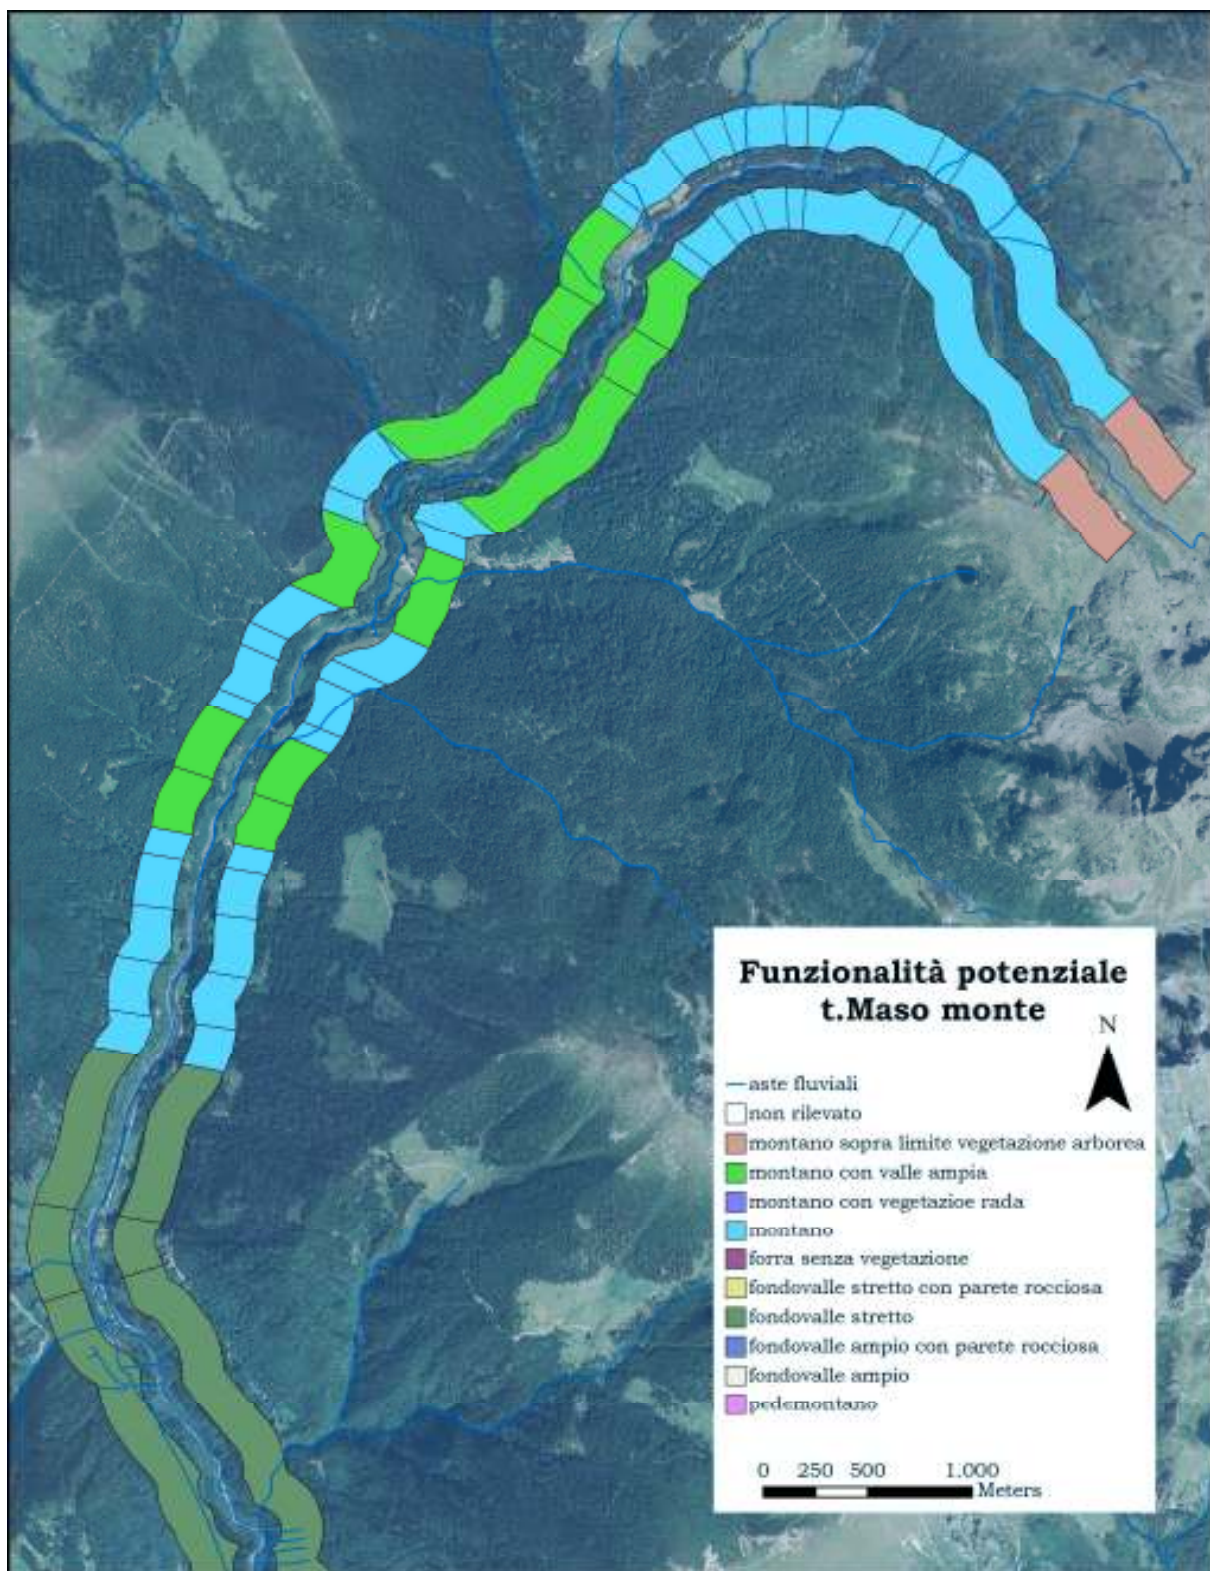 Funzionalità potenziale
t.Maso monte
N
aste fluviali
non rilevato
montano sopra limite vegetazione arborea
montano con valle ampia
montano con vegetazioe rada
montano
forra senza vegetazione
fondovalle stretto con parete rocciosa
fondovalle stretto
fondovalle ampio con parete rocciosa
fondovalle ampio
pedemontano
0 250 500 1.000
Meters